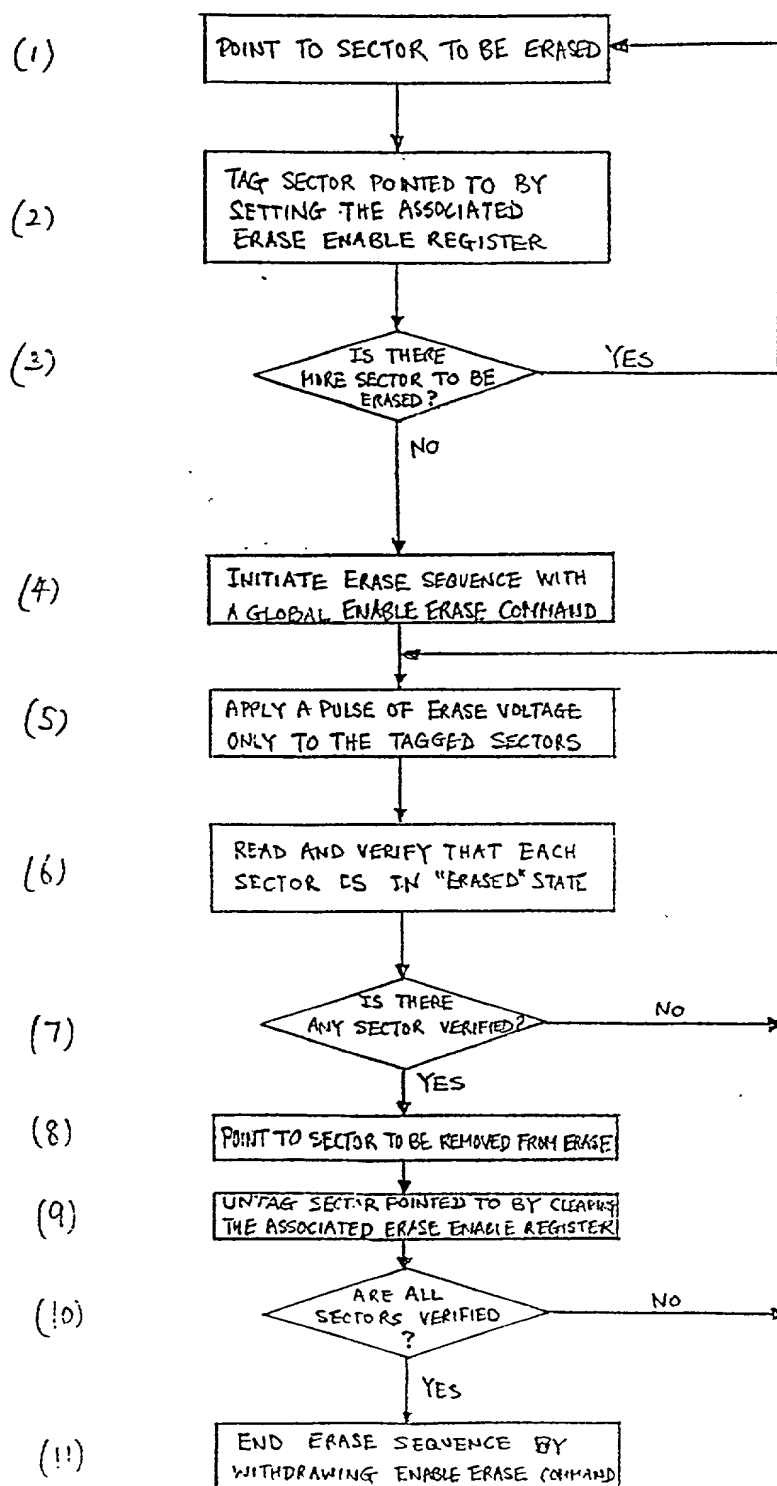 (1)
POINT TO SECTOR TO BE ERASED
(2)
TAG SECTOR POINTED TO BY
SETTING THE ASSOCIATED
ERASE ENABLE REGISTER
(3)
IS THERE
MORE SECTOR TO BE
ERASED?
YES
NO
(4)
INITIATE ERASE SEQUENCE WITH
A GLOBAL ENABLE ERASE COMMAND
(5)
APPLY A PULSE OF ERASE VOLTAGE
ONLY TO THE TAGGED SECTORS
(6)
READ AND VERIFY THAT EACH
SECTOR IS IN "ERASED" STATE
(7)
IS THERE
ANY SECTOR VERIFIED?
NO
YES
(8)
POINT TO SECTOR TO BE REMOVED FROM ERASE
(9)
UNTAG SECTOR POINTED TO BY CLEARING
THE ASSOCIATED ERASE ENABLE REGISTER
(10)
ARE ALL
SECTORS VERIFIED
?
NO
YES
(11)
END ERASE SEQUENCE BY
WITHDRAWING ENABLE ERASE COMMAND